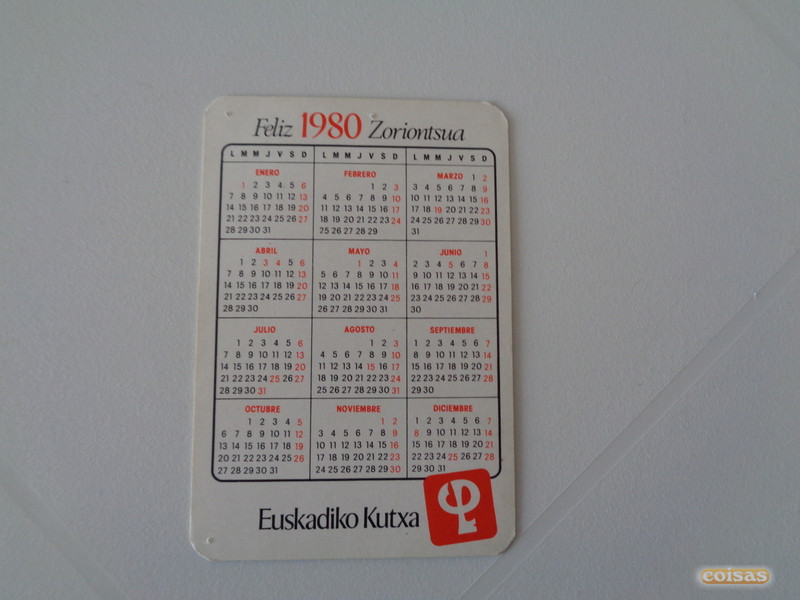 Feliz 1980 Zoriontsua
L M M J V S D L M M J V S D L M M J V S D
ENERO
1 2 3 4 5 6
7 8 9 10 11 12 13
14 15 16 17 18 19 20
21 22 23 24 25 26 27
28 29 30 31
FEBRERO
1 2 3
4 5 6 7 8 9 10
11 12 13 14 15 16 17
18 19 20 21 22 23 24
25 26 27 28 29
MARZO 1 2
3 4 5 6 7 8 9
10 11 12 13 14 15 16
17 18 19 20 21 22 23
24 25 26 27 28 29 30
31
ABRIL
1 2 3 4 5 6
7 8 9 10 11 12 13
14 15 16 17 18 19 20
21 22 23 24 25 26 27
28 29 30
MAYO
1 2 3 4
5 6 7 8 9 10 11
12 13 14 15 16 17 18
19 20 21 22 23 24 25
26 27 28 29 30 31
JUNIO 1
2 3 4 5 6 7 8
9 10 11 12 13 14 15
16 17 18 19 20 21 22
23 24 25 26 27 28 29
30
JULIO
1 2 3 4 5 6
7 8 9 10 11 12 13
14 15 16 17 18 19 20
21 22 23 24 25 26 27
28 29 30 31
AGOSTO
1 2 3
4 5 6 7 8 9 10
11 12 13 14 15 16 17
18 19 20 21 22 23 24
25 26 27 28 29 30 31
SEPTIEMBRE
1 2 3 4 5 6 7
8 9 10 11 12 13 14
15 16 17 18 19 20 21
22 23 24 25 26 27 28
29 30
OCTUBRE
1 2 3 4 5
6 7 8 9 10 11 12
13 14 15 16 17 18 19
20 21 22 23 24 25 26
27 28 29 30 31
NOVIEMBRE
1 2
3 4 5 6 7 8 9
10 11 12 13 14 15 16
17 18 19 20 21 22 23
24 25 26 27 28 29 30
DICIEMBRE
1 2 3 4 5 6 7
8 9 10 11 12 13 14
15 16 17 18 19 20 21
22 23 24 25 26 27 28
29 30 31
Euskadiko Kutxa
coisas